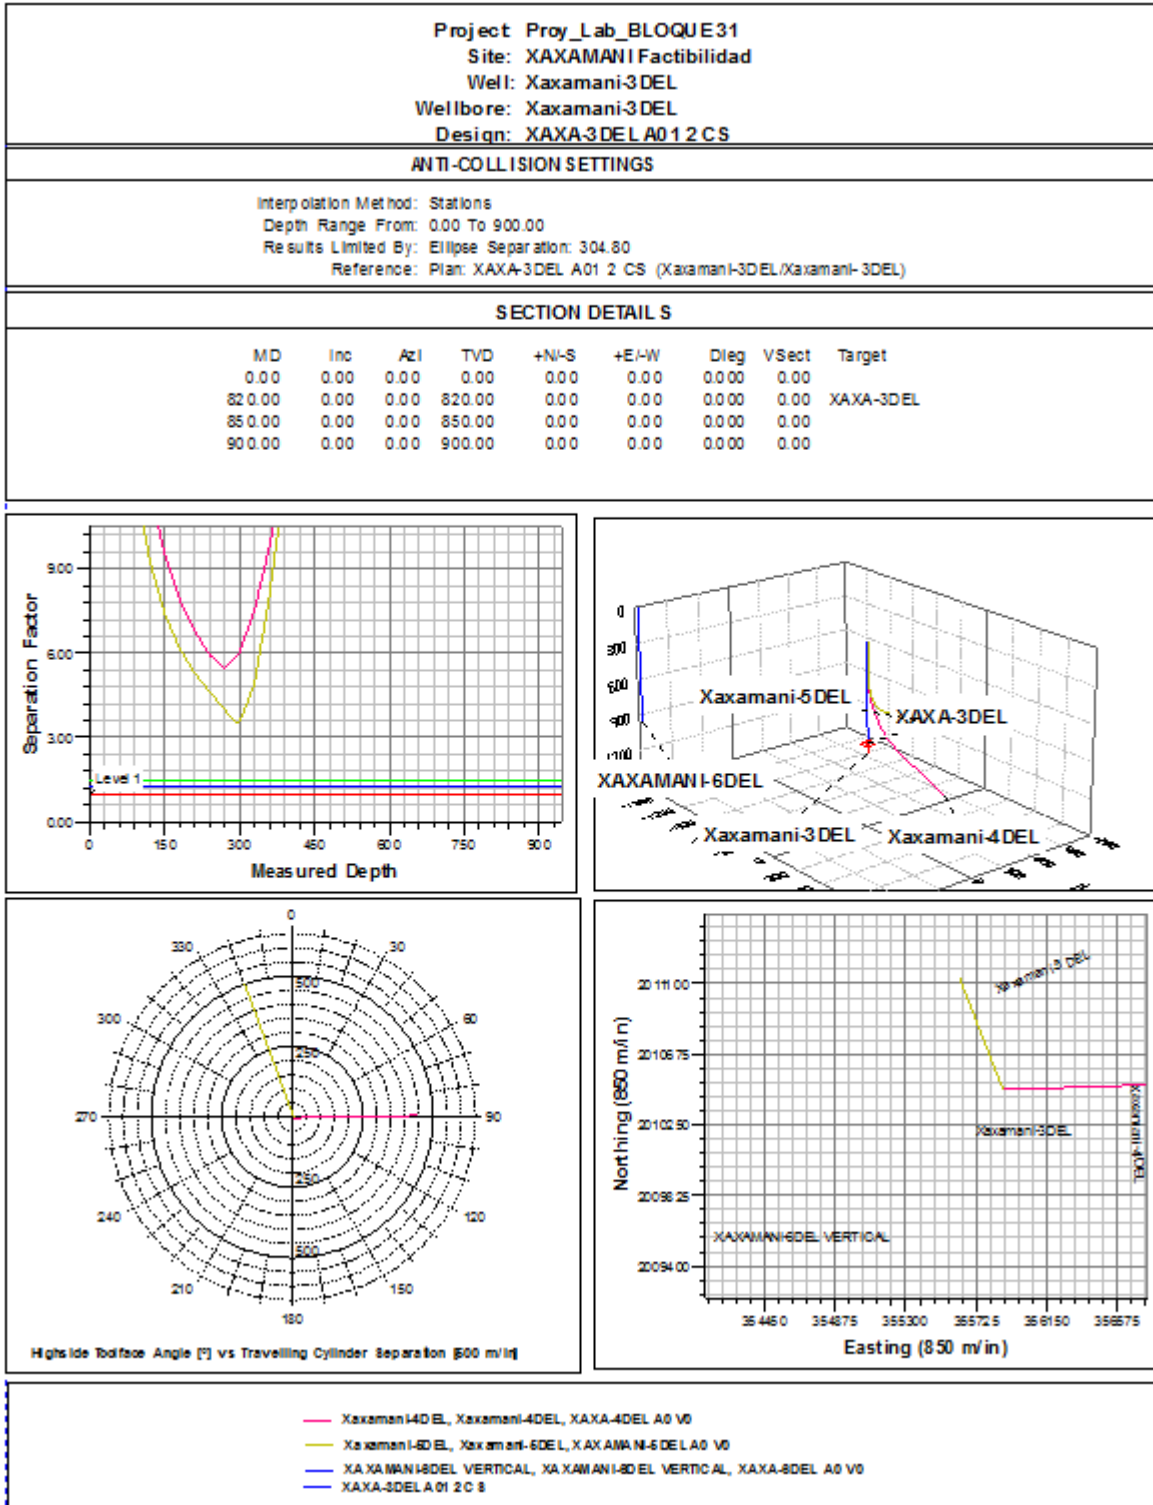 Project: Proy_Lab_BLOQUE31
Site: XAXAMANI Factibilidad
Well: Xaxamani-3DEL
Wellbore: Xaxamani-3DEL
Design: XAXA-3DEL A01 2 CS
ANTI-COLLISION SETTINGS
Interpolation Method: Stations
Depth Range From: 0.00 To 900.00
Results Limited By: Ellipse Separation: 304.80
Reference: Plan: XAXA-3DEL A01 2 CS (Xaxamani-3DEL/Xaxamani-3DEL)
SECTION DETAILS
MD Inc Azi TVD +N/-S +E/-W Dleg VSect Target
0.00 0.00 0.00 0.00 0.00 0.00 0.000 0.00
820.00 0.00 0.00 820.00 0.00 0.00 0.000 0.00 XAXA-3DEL
850.00 0.00 0.00 850.00 0.00 0.00 0.000 0.00
900.00 0.00 0.00 900.00 0.00 0.00 0.000 0.00
Separation Factor
9.00
6.00
3.00
0.00
Level 1
0 150 300 450 600 750 900
Measured Depth
0
300
600
900
Xaxamani-5DEL
XAXA-3DEL
XAXAMANI-6DEL
Xaxamani-3DEL
Xaxamani-4DEL
0
330 30
300 60
270 90
240 120
210 150
180
500
250
250
500
Highside Toolface Angle [°] vs Travelling Cylinder Separation [500 m/in]
Northing (850 m/in)
2011100
2010675
2010250
2009825
2009400
Xaxamani-5 DEL
Xaxamani-3DEL
Xaxamani-4DEL
XAXAMANI-6DEL VERTICAL
354450 354875 355300 355725 356150 356575
Easting (850 m/in)
Xaxamani-4DEL, Xaxamani-4DEL, XAXA-4DEL A0 V0
Xaxamani-5DEL, Xaxamani-5DEL, XAXAMANI-5DEL A0 V0
XAXAMANI-6DEL VERTICAL, XAXAMANI-6DEL VERTICAL, XAXA-6DEL A0 V0
XAXA-3DEL A01 2 CS